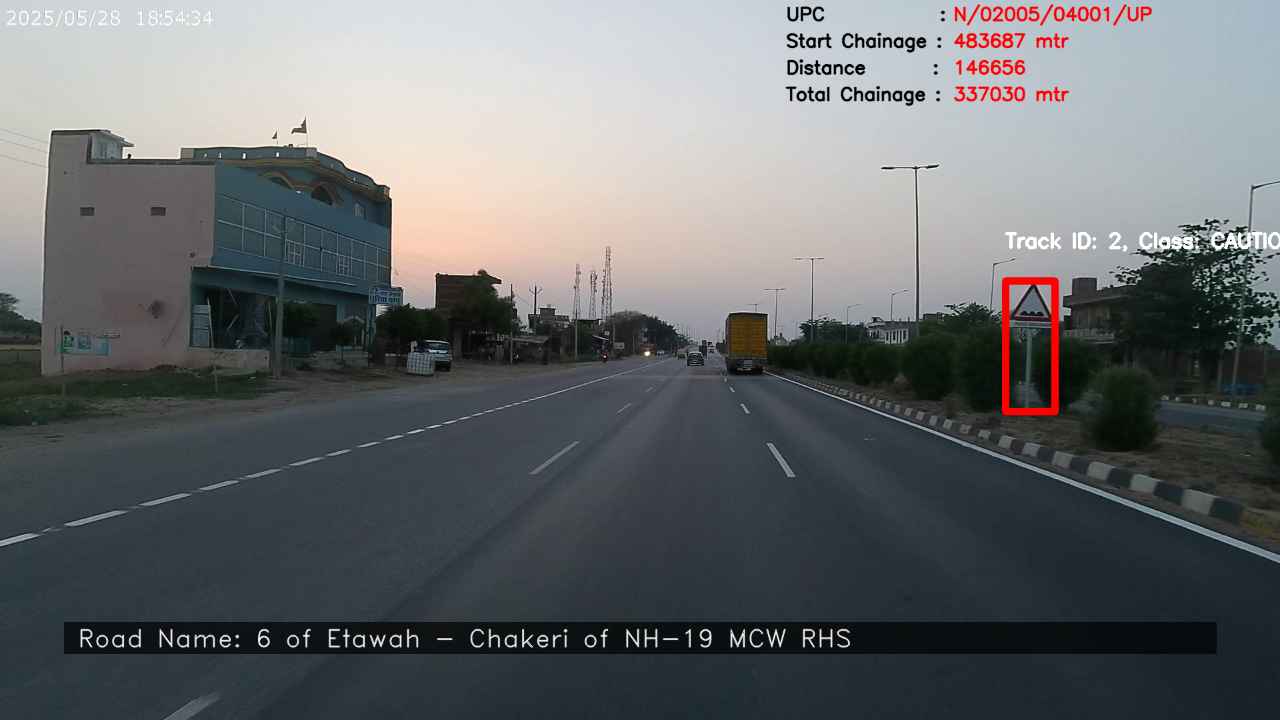 2025/05/28 18:54:34
UPC : N/02005/04001/UP
Start Chainage : 483687 mtr
Distance : 146656
Total Chainage : 337030 mtr
Track ID: 2, Class: CAUTIO
Road Name: 6 of Etawah - Chakeri of NH-19 MCW RHS